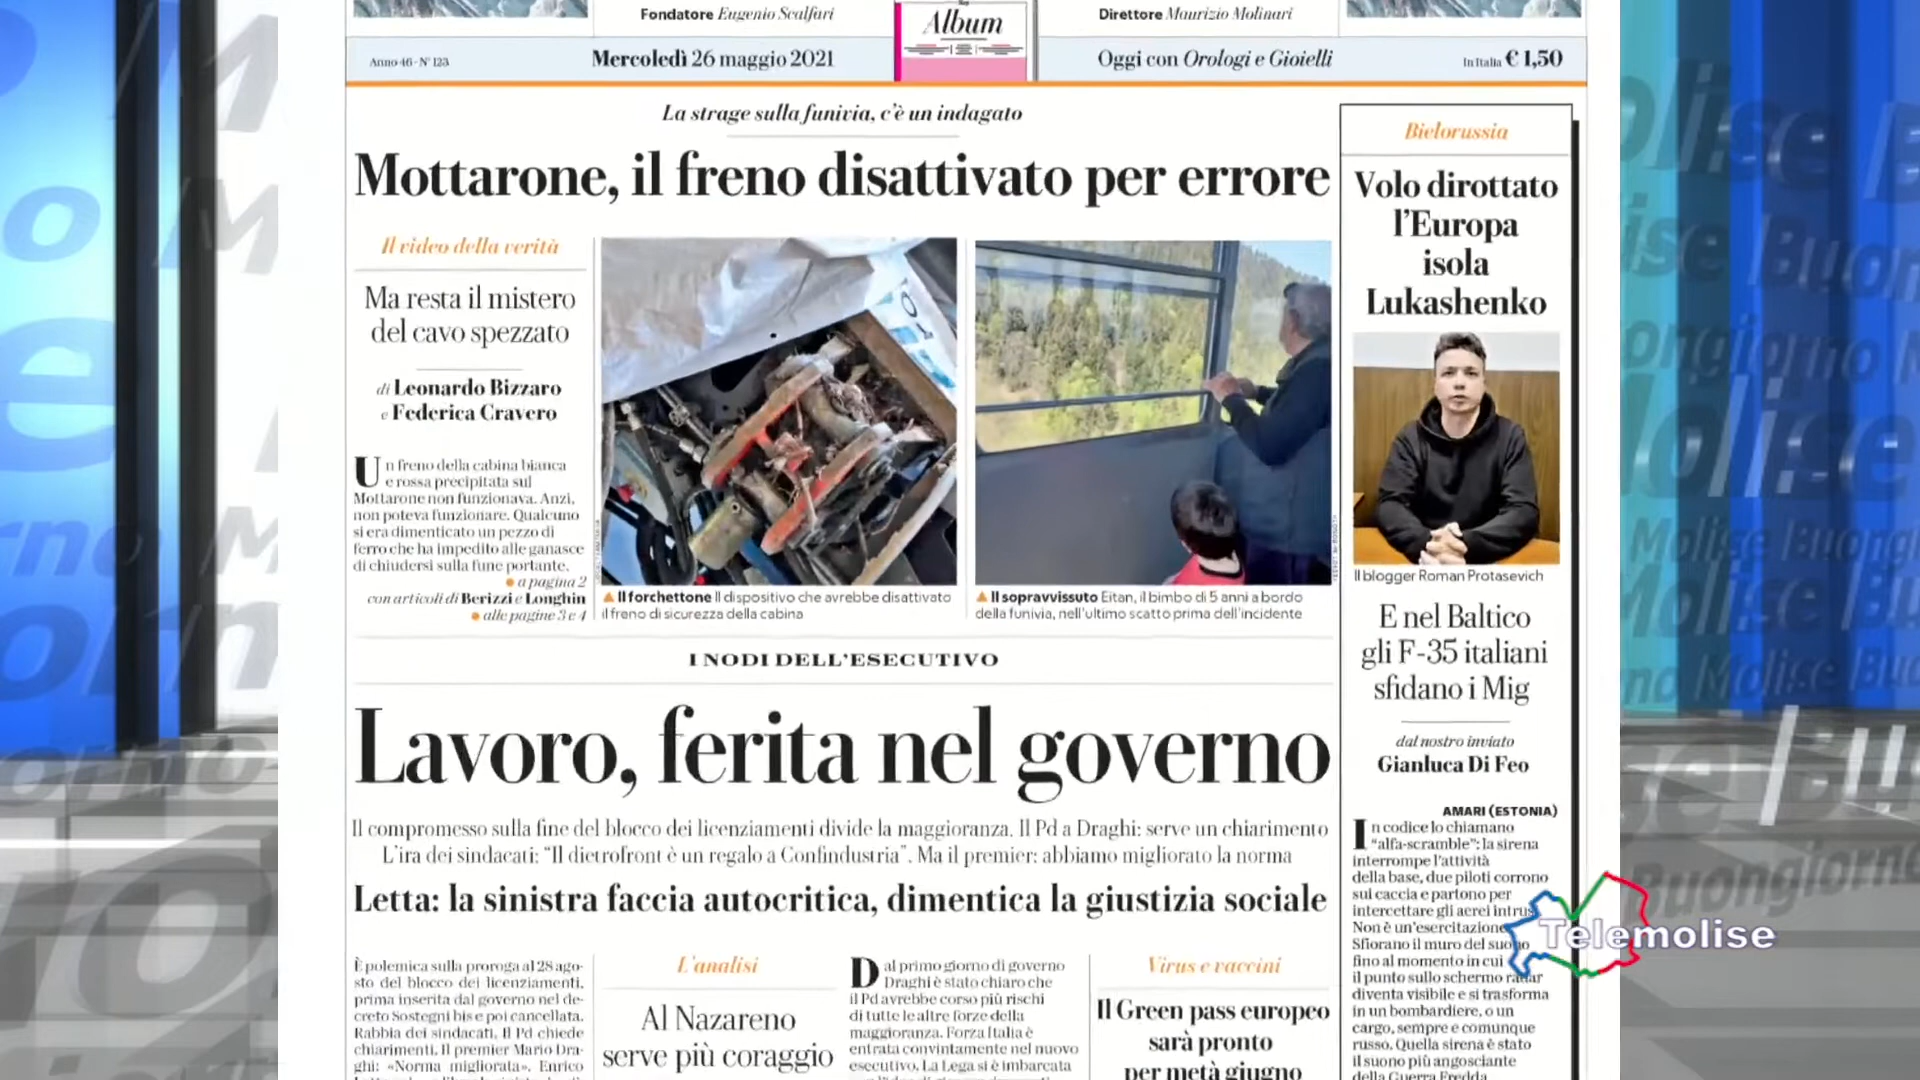 Fondatore Eugenio Scalfari
Album
Direttore Maurizio Molinari
Anno 46 - N° 123
Mercoledì 26 maggio 2021
Oggi con Orologi e Gioielli
In Italia € 1,50
La strage sulla funivia, c'è un indagato
Mottarone, il freno disattivato per errore
Il video della verità
Ma resta il mistero
del cavo spezzato
di Leonardo Bizzaro
e Federica Cravero
Un freno della cabina bianca
e rossa precipitata sul
Mottarone non funzionava. Anzi,
non poteva funzionare. Qualcuno
si era dimenticato un pezzo di
ferro che ha impedito alle ganasce
di chiudersi sulla fune portante.
a pagina 2
con articoli di Berizzi e Longhin
alle pagine 3 e 4
Il forchettone Il dispositivo che avrebbe disattivato
il freno di sicurezza della cabina
Il sopravvissuto Eitan, il bimbo di 5 anni a bordo
della funivia, nell'ultimo scatto prima dell'incidente
Bielorussia
Volo dirottato
l'Europa
isola
Lukashenko
Il blogger Roman Protasevich
E nel Baltico
gli F-35 italiani
sfidano i Mig
dal nostro inviato
Gianluca Di Feo
AMARI (ESTONIA)
In codice lo chiamano
"alfa-scramble": la sirena
interrompe l'attività
della base, due piloti corrono
sul caccia e partono per
intercettare gli aerei intrusi.
Non è un'esercitazione
Sfiorano il muro del suono
fino al momento in cui
il punto sullo schermo radar
diventa visibile e si trasforma
in un bombardiere, o un
cargo, sempre e comunque
russo. Quella sirena è stato
il suono più angosciante
della Guerra Fredda
I NODI DELL'ESECUTIVO
Lavoro, ferita nel governo
Il compromesso sulla fine del blocco dei licenziamenti divide la maggioranza. Il Pd a Draghi: serve un chiarimento
L'ira dei sindacati: "Il dietrofront è un regalo a Confindustria". Ma il premier: abbiamo migliorato la norma
Letta: la sinistra faccia autocritica, dimentica la giustizia sociale
È polemica sulla proroga al 28 ago-
sto del blocco dei licenziamenti,
prima inserita dal governo nel de-
creto Sostegni bis e poi cancellata.
Rabbia dei sindacati, Il Pd chiede
chiarimenti. Il premier Mario Dra-
ghi: «Norma migliorata». Enrico
L'analisi
Al Nazareno
serve più coraggio
Dal primo giorno di governo
Draghi è stato chiaro che
il Pd avrebbe corso più rischi
di tutte le altre forze della
maggioranza. Forza Italia è
entrata convintamente nel nuovo
esecutivo. La Lega si è imbarcata
Virus e vaccini
Il Green pass europeo
sarà pronto
per metà giugno
Telemolise
Buongiorno
Molise